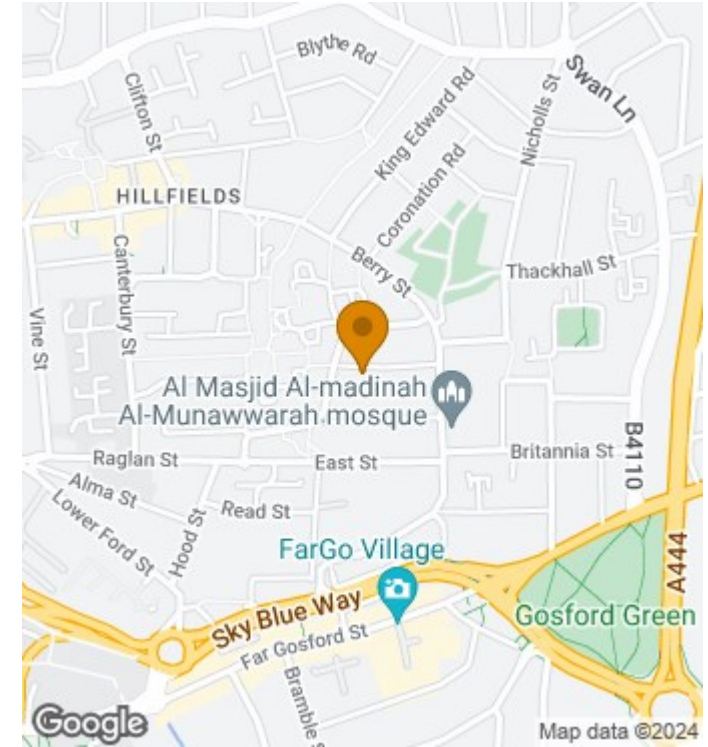 Blythe Rd
Clifton St
King Edward Rd
Nicholls St
Swan Ln
HILLFIELDS
Coronation Rd
Canterbury St
Berry St
Thackhall St
Vine St
Al Masjid Al-madinah
Al-Munawwarah mosque
B4110
Raglan St
East St
Britannia St
Alma St
Read St
Lower Ford St
Hood St
FarGo Village
A444
Sky Blue Way
Gosford Green
Far Gosford St
Bramble S
Google
Map data ©2024